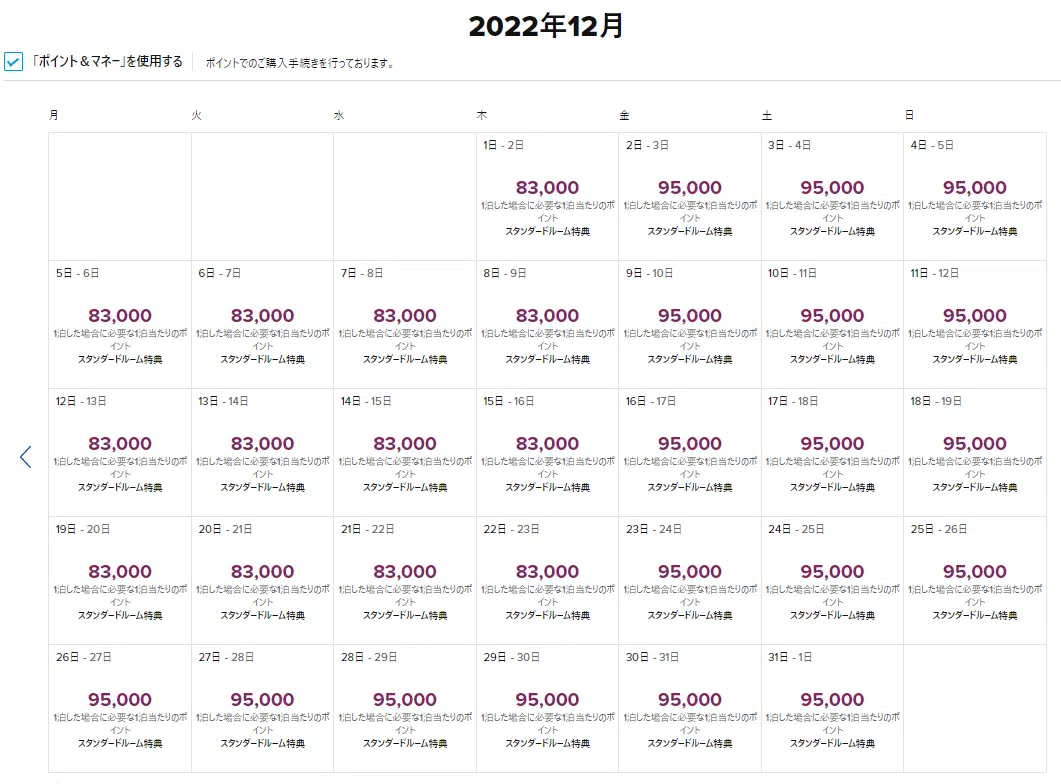 2022年12月
「ポイント＆マネー」を使用する ポイントでのご購入手続きを行っております。
月 火 水 木 金 土 日
1日 - 2日 2日 - 3日 3日 - 4日 4日 - 5日
83,000 95,000 95,000 95,000
1泊した場合に必要な1泊当たりのポ 1泊した場合に必要な1泊当たりのポ 1泊した場合に必要な1泊当たりのポ 1泊した場合に必要な1泊当たりのポ
イント イント イント イント
スタンダードルーム特典 スタンダードルーム特典 スタンダードルーム特典 スタンダードルーム特典
5日 - 6日 6日 - 7日 7日 - 8日 8日 - 9日 9日 - 10日 10日 - 11日 11日 - 12日
83,000 83,000 83,000 83,000 95,000 95,000 95,000
1泊した場合に必要な1泊当たりのポ 1泊した場合に必要な1泊当たりのポ 1泊した場合に必要な1泊当たりのポ 1泊した場合に必要な1泊当たりのポ 1泊した場合に必要な1泊当たりのポ 1泊した場合に必要な1泊当たりのポ 1泊した場合に必要な1泊当たりのポ
イント イント イント イント イント イント イント
スタンダードルーム特典 スタンダードルーム特典 スタンダードルーム特典 スタンダードルーム特典 スタンダードルーム特典 スタンダードルーム特典 スタンダードルーム特典
12日 - 13日 13日 - 14日 14日 - 15日 15日 - 16日 16日 - 17日 17日 - 18日 18日 - 19日
83,000 83,000 83,000 83,000 95,000 95,000 95,000
1泊した場合に必要な1泊当たりのポ 1泊した場合に必要な1泊当たりのポ 1泊した場合に必要な1泊当たりのポ 1泊した場合に必要な1泊当たりのポ 1泊した場合に必要な1泊当たりのポ 1泊した場合に必要な1泊当たりのポ 1泊した場合に必要な1泊当たりのポ
イント イント イント イント イント イント イント
スタンダードルーム特典 スタンダードルーム特典 スタンダードルーム特典 スタンダードルーム特典 スタンダードルーム特典 スタンダードルーム特典 スタンダードルーム特典
19日 - 20日 20日 - 21日 21日 - 22日 22日 - 23日 23日 - 24日 24日 - 25日 25日 - 26日
83,000 83,000 83,000 83,000 95,000 95,000 95,000
1泊した場合に必要な1泊当たりのポ 1泊した場合に必要な1泊当たりのポ 1泊した場合に必要な1泊当たりのポ 1泊した場合に必要な1泊当たりのポ 1泊した場合に必要な1泊当たりのポ 1泊した場合に必要な1泊当たりのポ 1泊した場合に必要な1泊当たりのポ
イント イント イント イント イント イント イント
スタンダードルーム特典 スタンダードルーム特典 スタンダードルーム特典 スタンダードルーム特典 スタンダードルーム特典 スタンダードルーム特典 スタンダードルーム特典
26日 - 27日 27日 - 28日 28日 - 29日 29日 - 30日 30日 - 31日 31日 - 1日
95,000 95,000 95,000 95,000 95,000 95,000
1泊した場合に必要な1泊当たりのポ 1泊した場合に必要な1泊当たりのポ 1泊した場合に必要な1泊当たりのポ 1泊した場合に必要な1泊当たりのポ 1泊した場合に必要な1泊当たりのポ 1泊した場合に必要な1泊当たりのポ
イント イント イント イント イント イント
スタンダードルーム特典 スタンダードルーム特典 スタンダードルーム特典 スタンダードルーム特典 スタンダードルーム特典 スタンダードルーム特典